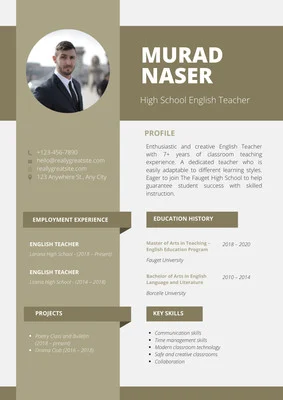 MURAD
NASER
High School English Teacher
+123-456-7890
hello@reallygreatsite.com
reallygreatsite.com
123 Anywhere St., Any City
PROFILE
Enthusiastic and creative English Teacher
with 7+ years of classroom teaching
experience. A dedicated teacher who is
easily adaptable to different learning styles.
Eager to join The Fauget High School to help
guarantee student success with skilled
instruction.
EMPLOYMENT EXPERIENCE
ENGLISH TEACHER
High School - (2019 - Present)
ENGLISH TEACHER
High School - (2014 - 2018)
PROJECTS
Poetry Club and Bulletin
(2018 - present)
Drama Club (2014 - 2018)
EDUCATION HISTORY
Master of Arts in Teaching - 2018 - 2020
English Education Program
Fauget University
Bachelor of Arts in English 2010 - 2014
Language and Literature
Borcelle University
KEY SKILLS
Communication skills
Time management skills
Modern classroom technology
Safe and creative classrooms
Collaboration